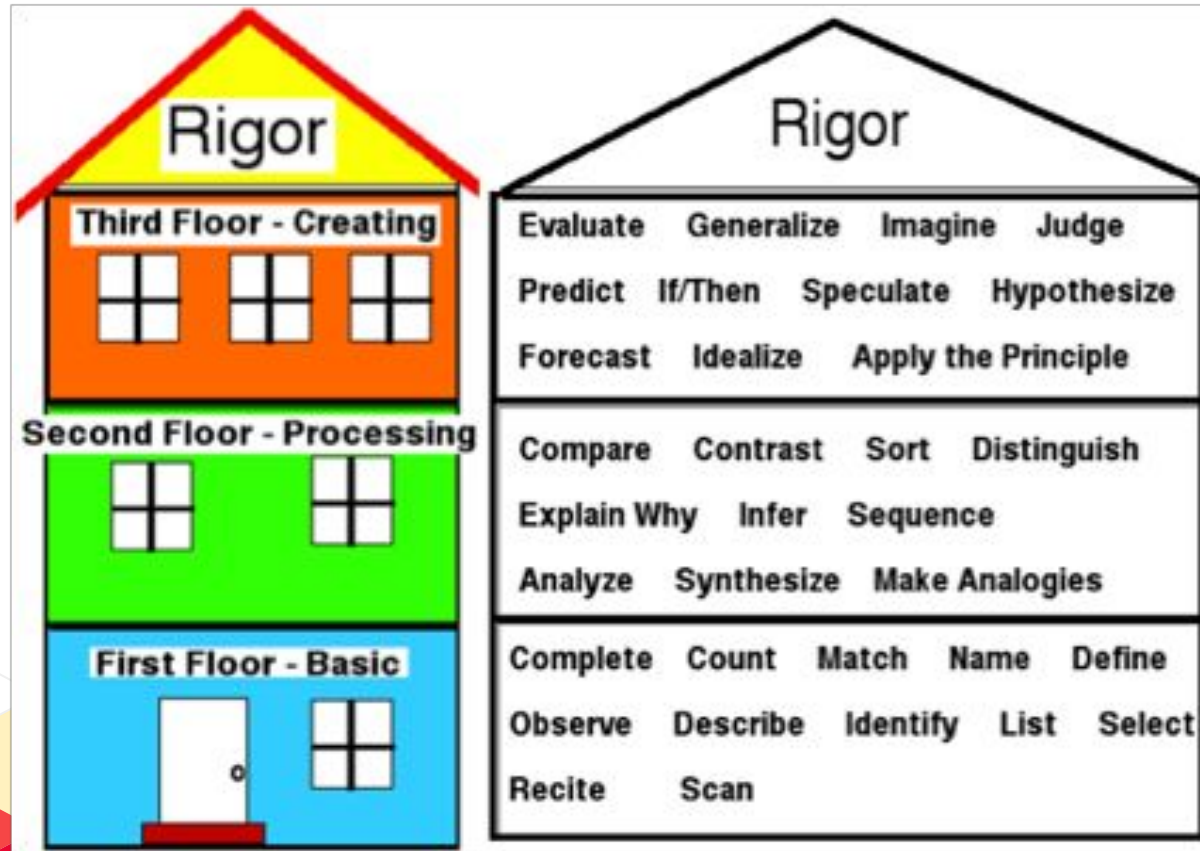 Rigor
Third Floor - Creating
Second Floor - Processing
First Floor - Basic
Rigor
Evaluate Generalize Imagine Judge
Predict If/Then Speculate Hypothesize
Forecast Idealize Apply the Principle
Compare Contrast Sort Distinguish
Explain Why Infer Sequence
Analyze Synthesize Make Analogies
Complete Count Match Name Define
Observe Describe Identify List Select
Recite Scan